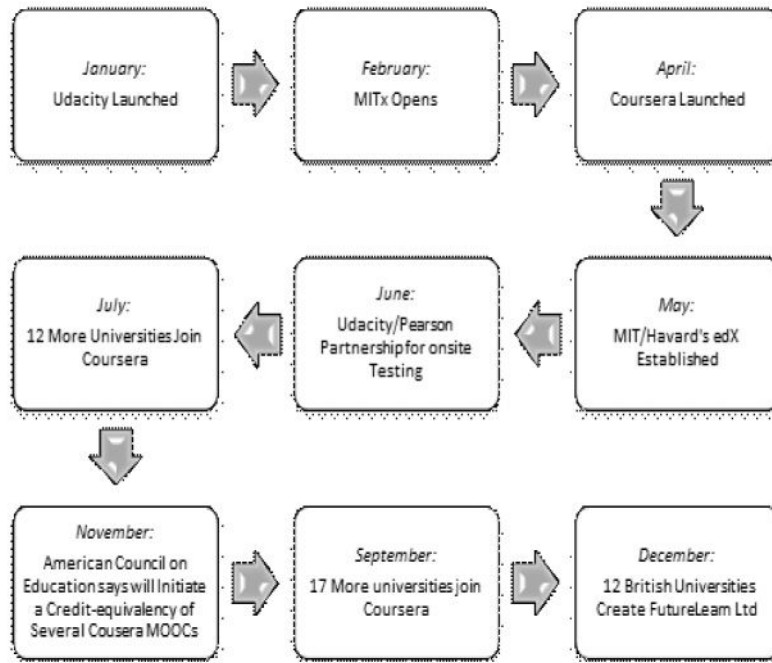 January:
Udacity Launched
February:
MITx Opens
April:
Coursera Launched
May:
MIT/Havard's edX
Established
June:
Udacity/Pearson
Partnership for onsite
Testing
July:
12 More Universities Join
Coursera
November:
American Council on
Education says will Initiate
a Credit-equivalency of
Several Cousera MOOCs
September:
17 More universities join
Coursera
December:
12 British Universities
Create FutureLearn Ltd